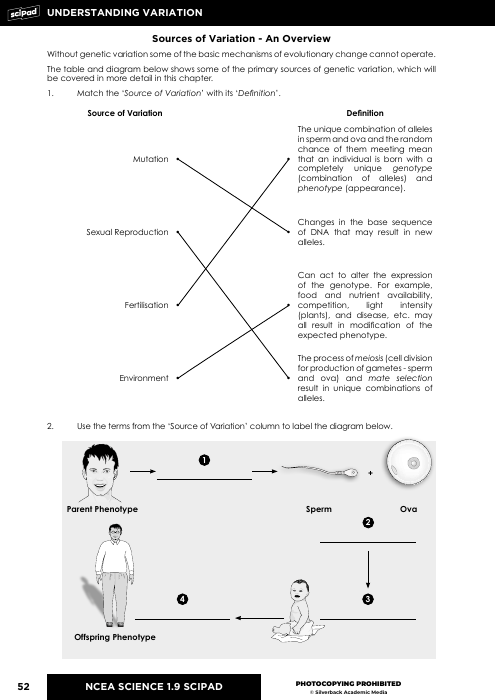 scipad UNDERSTANDING VARIATION
Sources of Variation - An Overview
Without genetic variation some of the basic mechanisms of evolutionary change cannot operate.
The table and diagram below shows some of the primary sources of genetic variation, which will
be covered in more detail in this chapter.
1. Match the 'Source of Variation' with its 'Definition'.
Source of Variation
Definition
Mutation
Sexual Reproduction
Fertilisation
Environment
The unique combination of alleles
in sperm and ova and the random
chance of them meeting mean
that an individual is born with a
completely unique genotype
(combination of alleles) and
phenotype (appearance).
Changes in the base sequence
of DNA that may result in new
alleles.
Can act to alter the expression
of the genotype. For example,
food and nutrient availability,
competition, light intensity
(plants), and disease, etc. may
all result in modification of the
expected phenotype.
The process of meiosis (cell division
for production of gametes - sperm
and ova) and mate selection
result in unique combinations of
alleles.
2. Use the terms from the 'Source of Variation' column to label the diagram below.
1
+
Parent Phenotype
Sperm
Ova
2
3
4
Offspring Phenotype
52
NCEA SCIENCE 1.9 SCIPAD
PHOTOCOPYING PROHIBITED
© Silverback Academic Media